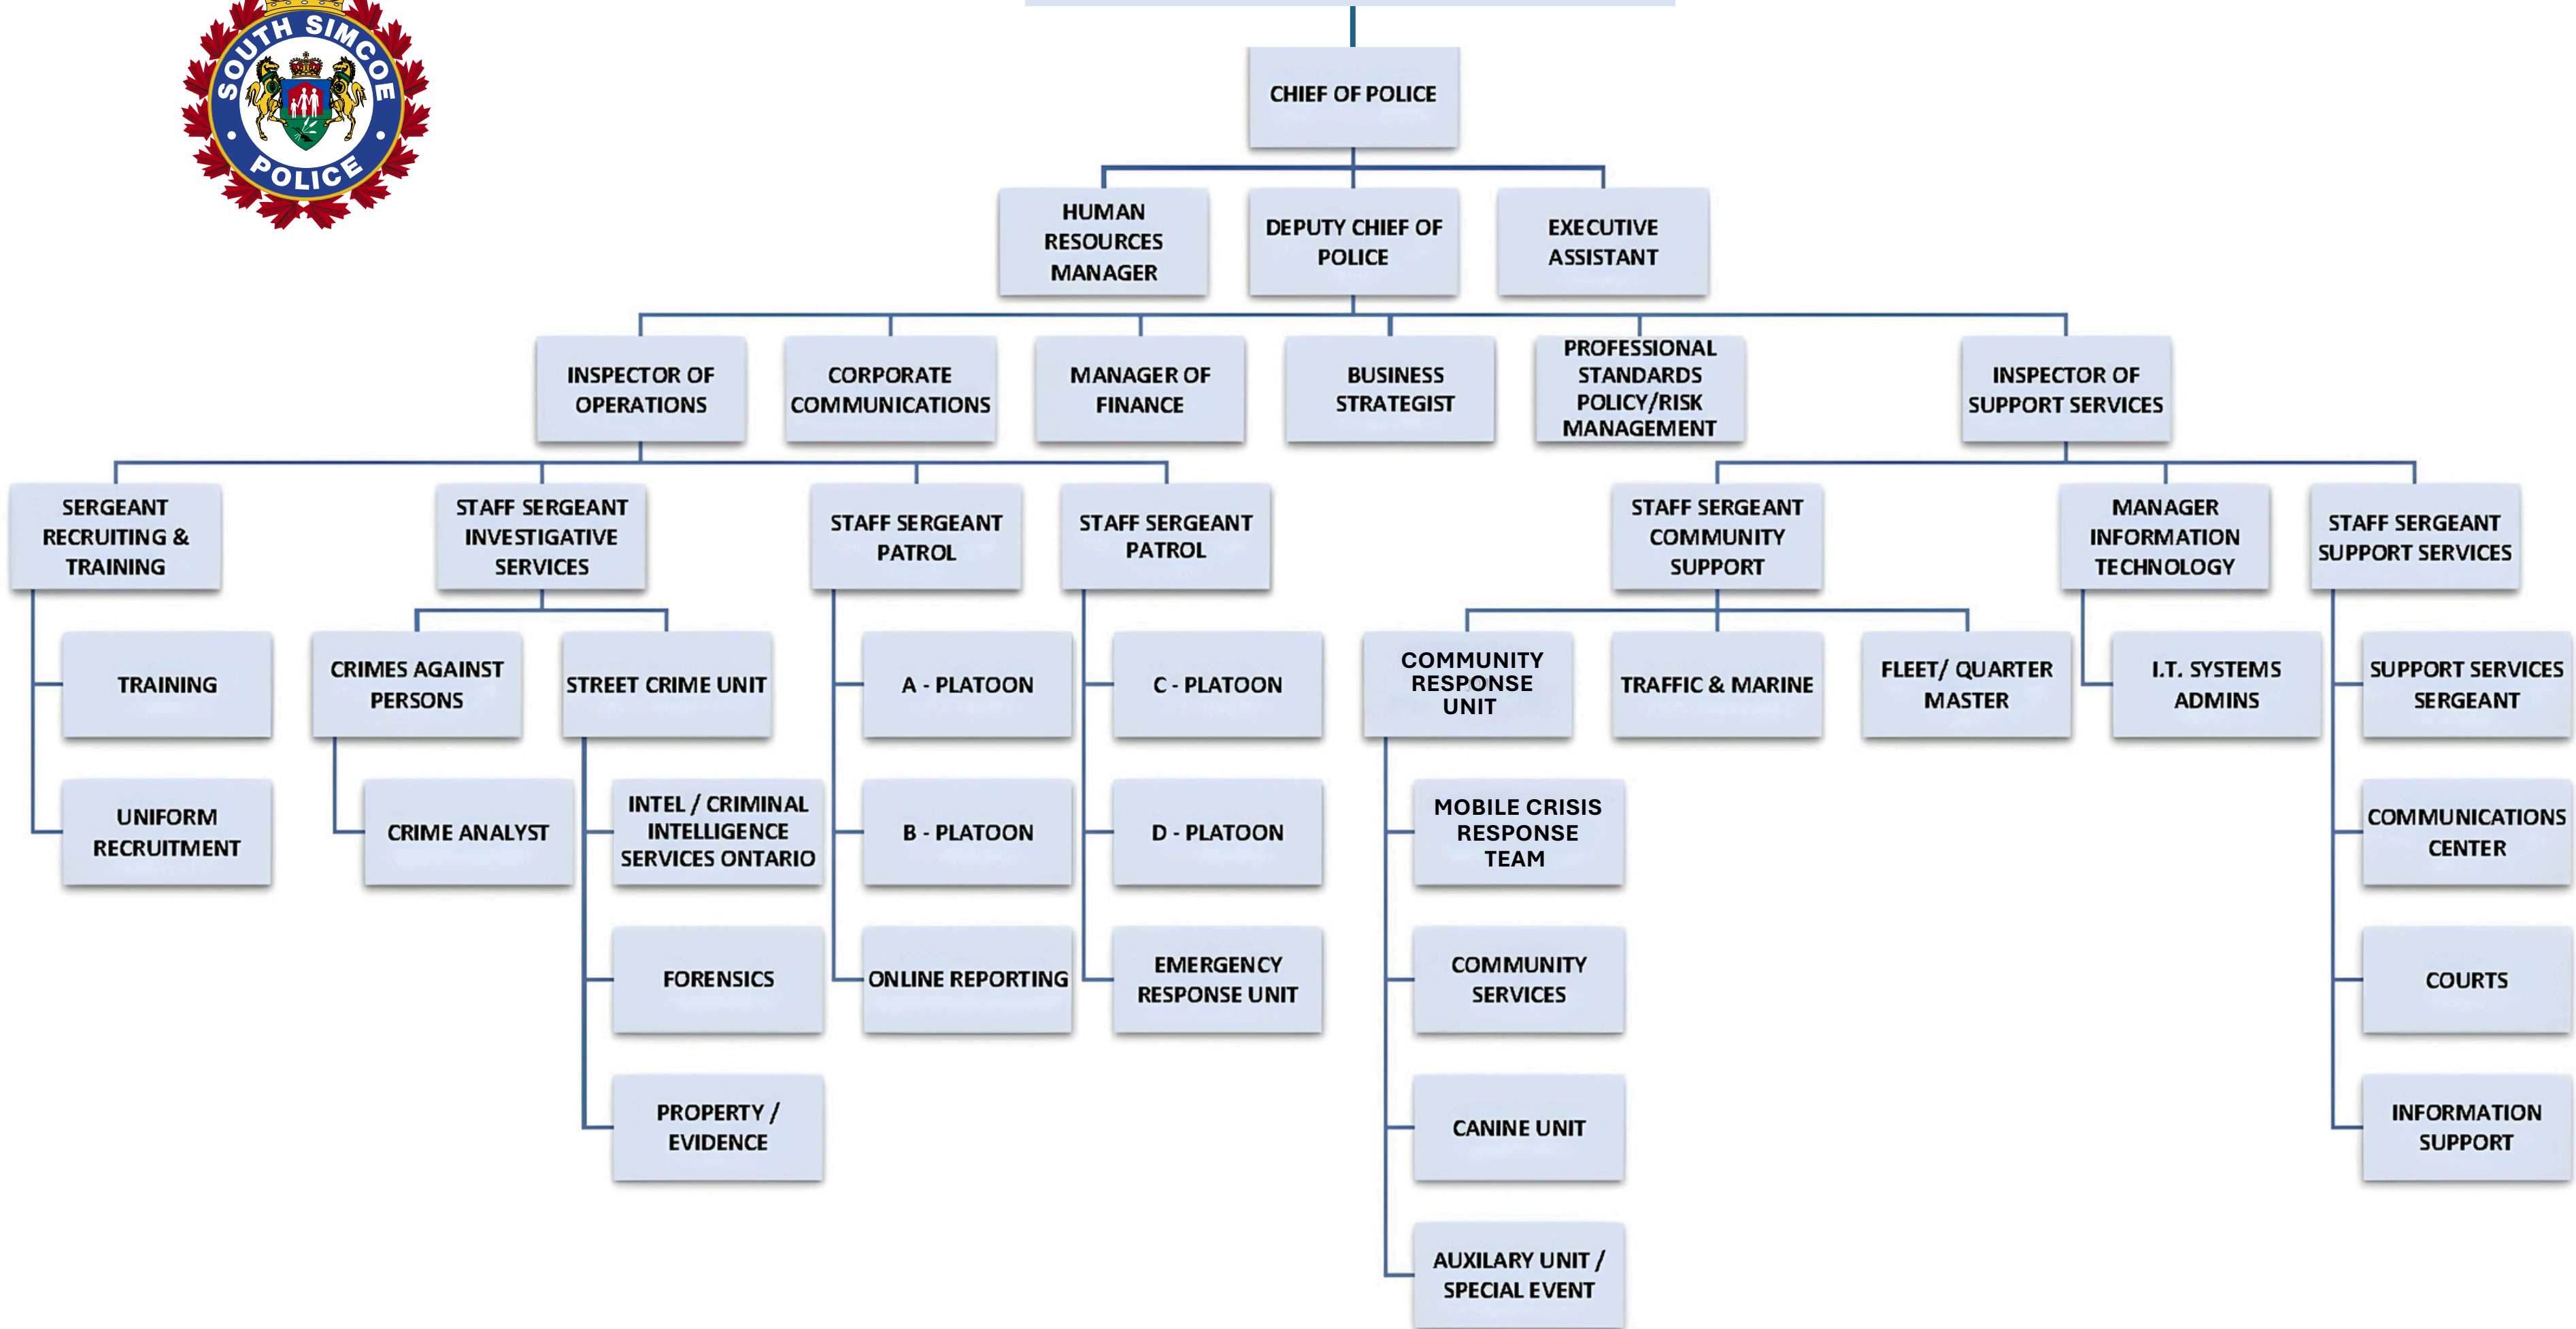 SOUTH SIMCOE
POLICE
CHIEF OF POLICE
HUMAN
RESOURCES
MANAGER
DEPUTY CHIEF OF
POLICE
EXECUTIVE
ASSISTANT
INSPECTOR OF
OPERATIONS
CORPORATE
COMMUNICATIONS
MANAGER OF
FINANCE
BUSINESS
STRATEGIST
PROFESSIONAL
STANDARDS
POLICY/RISK
MANAGEMENT
INSPECTOR OF
SUPPORT SERVICES
SERGEANT
RECRUITING &
TRAINING
STAFF SERGEANT
INVESTIGATIVE
SERVICES
STAFF SERGEANT
PATROL
STAFF SERGEANT
PATROL
STAFF SERGEANT
COMMUNITY
SUPPORT
MANAGER
INFORMATION
TECHNOLOGY
STAFF SERGEANT
SUPPORT SERVICES
TRAINING
CRIMES AGAINST
PERSONS
STREET CRIME UNIT
A - PLATOON
C - PLATOON
COMMUNITY
RESPONSE
UNIT
TRAFFIC & MARINE
FLEET/ QUARTER
MASTER
I.T. SYSTEMS
ADMINS
SUPPORT SERVICES
SERGEANT
UNIFORM
RECRUITMENT
CRIME ANALYST
INTEL / CRIMINAL
INTELLIGENCE
SERVICES ONTARIO
B - PLATOON
D - PLATOON
MOBILE CRISIS
RESPONSE
TEAM
COMMUNICATIONS
CENTER
FORENSICS
ONLINE REPORTING
EMERGENCY
RESPONSE UNIT
COMMUNITY
SERVICES
COURTS
PROPERTY /
EVIDENCE
CANINE UNIT
INFORMATION
SUPPORT
AUXILARY UNIT /
SPECIAL EVENT